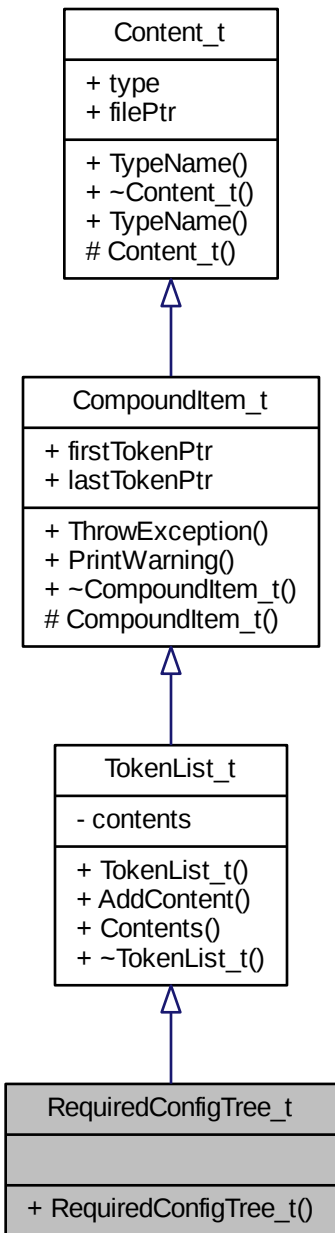 Content_t
+ type
+ filePtr
+ TypeName()
+ ~Content_t()
+ TypeName()
# Content_t()
CompoundItem_t
+ firstTokenPtr
+ lastTokenPtr
+ ThrowException()
+ PrintWarning()
+ ~CompoundItem_t()
# CompoundItem_t()
TokenList_t
- contents
+ TokenList_t()
+ AddContent()
+ Contents()
+ ~TokenList_t()
RequiredConfigTree_t
+ RequiredConfigTree_t()